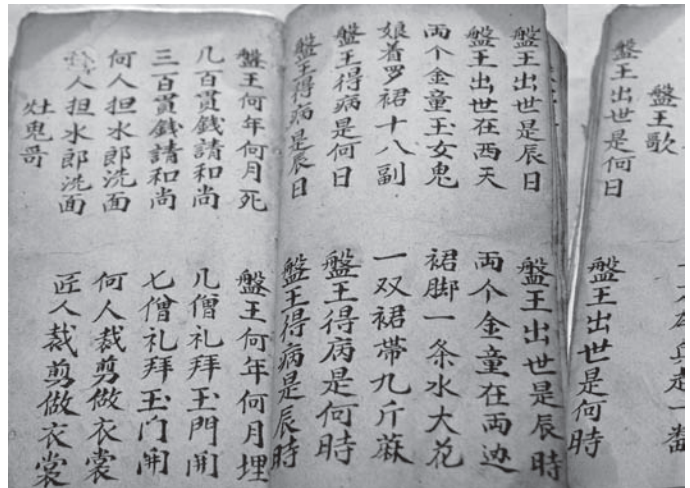 盤王歌
盤王出世是何日 盤王出世是何時
盤王出世是辰日 盤王出世是辰時
盤王出世在西天 両个金童在両边
両个金童玉女鬼 裙脚一条水大花
娘着罗裙十八副 一双裙帶九斤蔴
盤王得病是何日 盤王得病是何時
盤王得病是辰日 盤王得病是辰時
盤王何年何月死 盤王何年何月埋
几百貫錢請和尚 几僧礼拜玉門開
三百貫錢請和尚 七僧礼拜玉门開
何人担水郎洗面 何人裁剪做衣裳
人担水郎洗面 匠人裁剪做衣裳
灶鬼哥